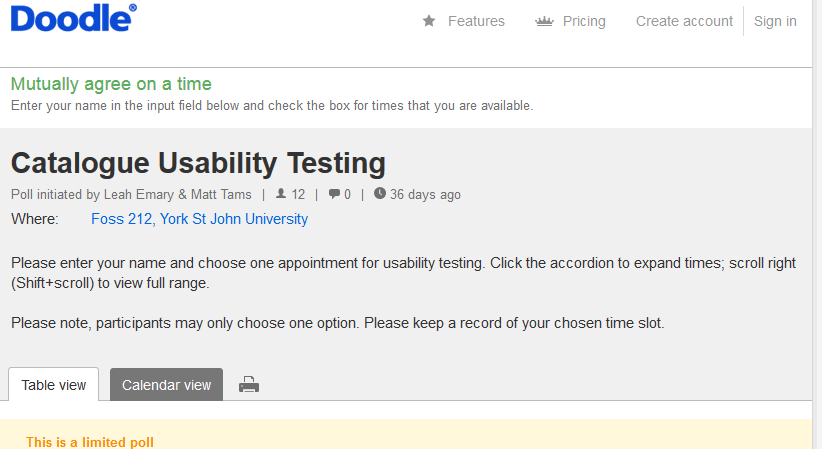 Doodle®
Features Pricing Create account Sign in
Mutually agree on a time
Enter your name in the input field below and check the box for times that you are available.
Catalogue Usability Testing
Poll initiated by Leah Emary & Matt Tams | 12 | 0 | 36 days ago
Where: Foss 212, York St John University
Please enter your name and choose one appointment for usability testing. Click the accordion to expand times; scroll right
(Shift+scroll) to view full range.
Please note, participants may only choose one option. Please keep a record of your chosen time slot.
Table view Calendar view
This is a limited poll